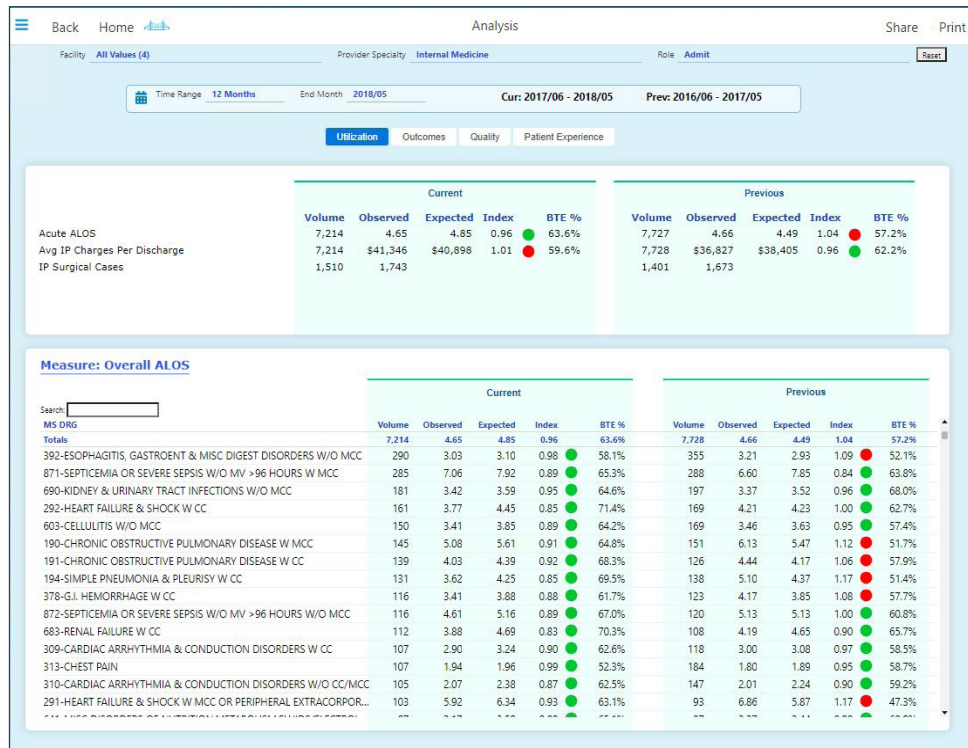 Back Home Analysis Share Print
Facility All Values (4) Provider Specialty Internal Medicine Role Admit Reset
Time Range 12 Months End Month 2018/05 Cur: 2017/06 - 2018/05 Prev: 2016/06 - 2017/05
Utilization Outcomes Quality Patient Experience
Current Previous
Volume Observed Expected Index BTE % Volume Observed Expected Index BTE %
Acute ALOS 7,214 4.65 4.85 0.96 63.6% 7,727 4.66 4.49 1.04 57.2%
Avg IP Charges Per Discharge 7,214 $41,346 $40,898 1.01 59.6% 7,728 $36,827 $38,405 0.96 62.2%
IP Surgical Cases 1,510 1,743 1,401 1,673
Measure: Overall ALOS
Current Previous
Search:
MS DRG Volume Observed Expected Index BTE % Volume Observed Expected Index BTE %
Totals 7,214 4.65 4.85 0.96 63.6% 7,728 4.66 4.49 1.04 57.2%
392-ESOPHAGITIS, GASTROENT & MISC DIGEST DISORDERS W/O MCC 290 3.03 3.10 0.98 58.1% 355 3.21 2.93 1.09 52.1%
871-SEPTICEMIA OR SEVERE SEPSIS W/O MV >96 HOURS W MCC 285 7.06 7.92 0.89 65.3% 288 6.60 7.85 0.84 63.8%
690-KIDNEY & URINARY TRACT INFECTIONS W/O MCC 181 3.42 3.59 0.95 64.6% 197 3.37 3.52 0.96 68.0%
292-HEART FAILURE & SHOCK W CC 161 3.77 4.45 0.85 71.4% 169 4.21 4.23 1.00 62.7%
603-CELLULITIS W/O MCC 150 3.41 3.85 0.89 64.2% 169 3.46 3.63 0.95 57.4%
190-CHRONIC OBSTRUCTIVE PULMONARY DISEASE W MCC 145 5.08 5.61 0.91 64.8% 151 6.13 5.47 1.12 51.7%
191-CHRONIC OBSTRUCTIVE PULMONARY DISEASE W CC 139 4.03 4.39 0.92 68.3% 126 4.44 4.17 1.06 57.9%
194-SIMPLE PNEUMONIA & PLEURISY W CC 131 3.62 4.25 0.85 69.5% 138 5.10 4.37 1.17 51.4%
378-G.I. HEMORRHAGE W CC 116 3.41 3.88 0.88 61.7% 123 4.17 3.85 1.08 57.7%
872-SEPTICEMIA OR SEVERE SEPSIS W/O MV >96 HOURS W/O MCC 116 4.61 5.16 0.89 67.0% 120 5.13 5.13 1.00 60.8%
683-RENAL FAILURE W CC 112 3.88 4.69 0.83 70.3% 108 4.19 4.65 0.90 65.7%
309-CARDIAC ARRHYTHMIA & CONDUCTION DISORDERS W CC 107 2.90 3.24 0.90 62.6% 118 3.00 3.08 0.97 58.5%
313-CHEST PAIN 107 1.94 1.96 0.99 52.3% 184 1.80 1.89 0.95 58.7%
310-CARDIAC ARRHYTHMIA & CONDUCTION DISORDERS W/O CC/MCC 105 2.07 2.38 0.87 62.5% 147 2.01 2.24 0.90 59.2%
291-HEART FAILURE & SHOCK W MCC OR PERIPHERAL EXTRACORPOR... 103 5.92 6.34 0.93 63.1% 93 6.86 5.87 1.17 47.3%